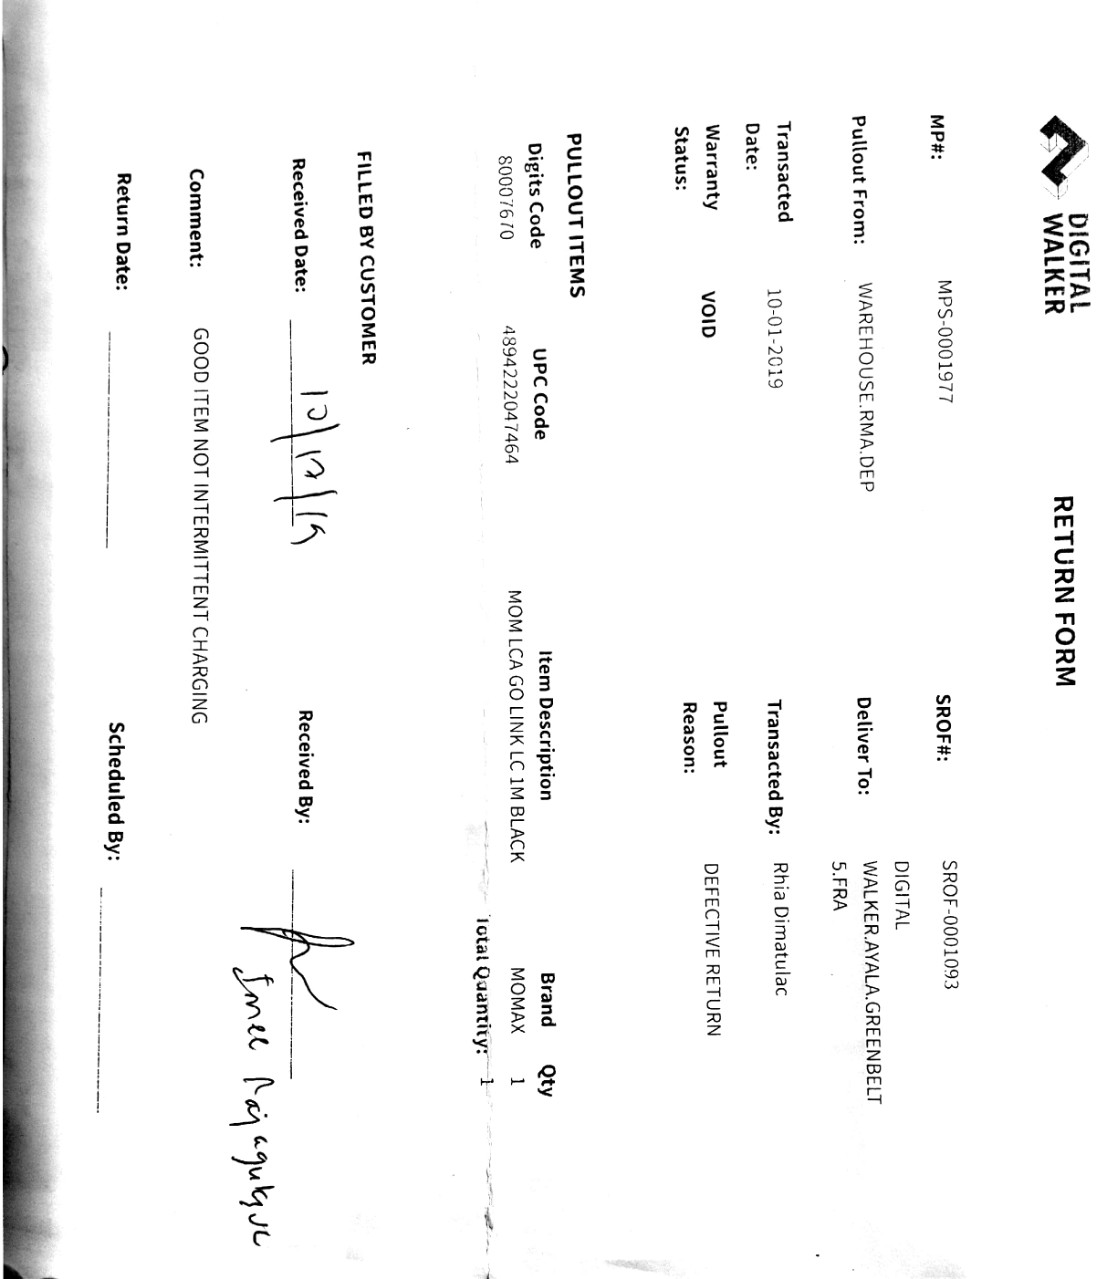 DIGITAL
WALKER
RETURN FORM
MP#: MPS-0001977 SROF#: SROF-0001093
Pullout From: WAREHOUSE.RMA.DEP Deliver To: DIGITAL
WALKER.AYALA.GREENBELT
5.FRA
Transacted
Date: 10-01-2019 Transacted By: Rhia Dimatulac
Warranty
Status: VOID Pullout
Reason: DEFECTIVE RETURN
PULLOUT ITEMS
Digits Code UPC Code Item Description Brand Qty
80007670 4894222047464 MOM LCA GO LINK LC 1M BLACK MOMAX 1
Total Quantity: 1
FILLED BY CUSTOMER
Received Date: 10/17/19 Received By:
Imee
Comment: GOOD ITEM NOT INTERMITTENT CHARGING
Return Date: Scheduled By: